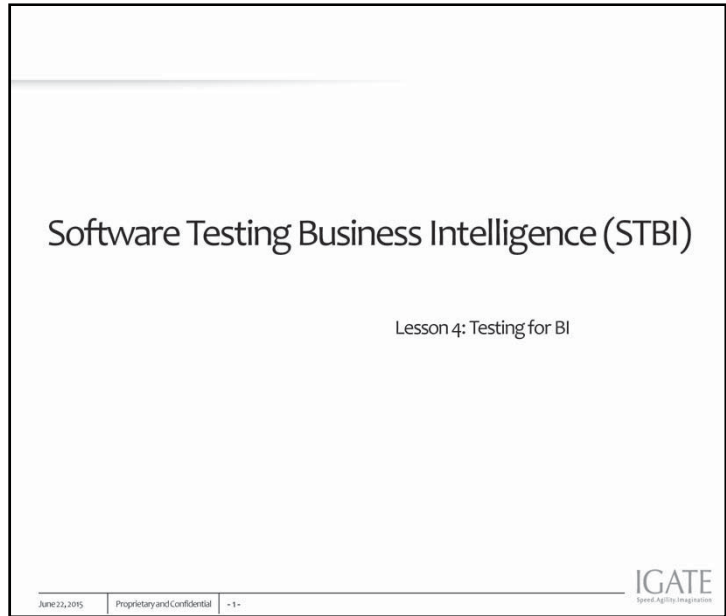 Software Testing Business Intelligence (STBI)
Lesson 4: Testing for BI
June 22, 2015 Proprietary and Confidential - 1 -
IGATE
Speed.Agility.Imagination